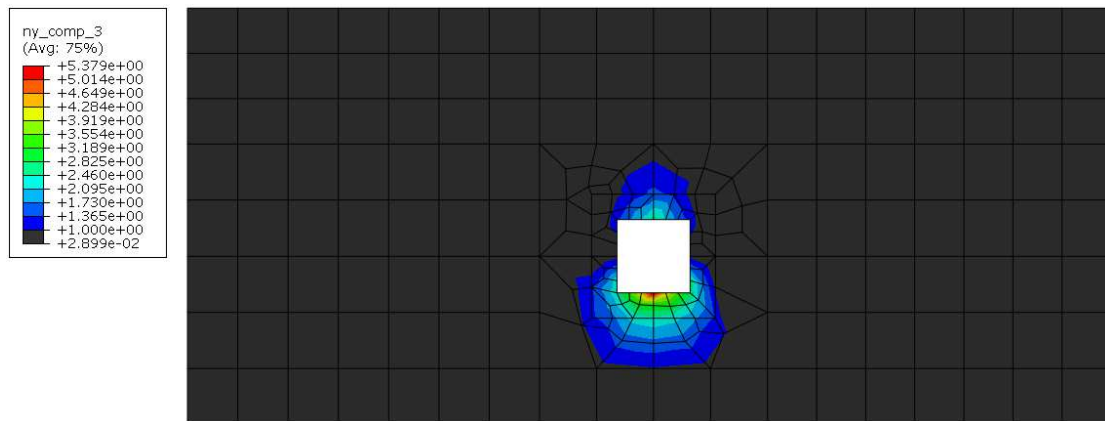 ny_comp_3
(Avg: 75%)
+5.379e+00
+5.014e+00
+4.649e+00
+4.284e+00
+3.919e+00
+3.554e+00
+3.189e+00
+2.825e+00
+2.460e+00
+2.095e+00
+1.730e+00
+1.365e+00
+1.000e+00
+2.899e-02